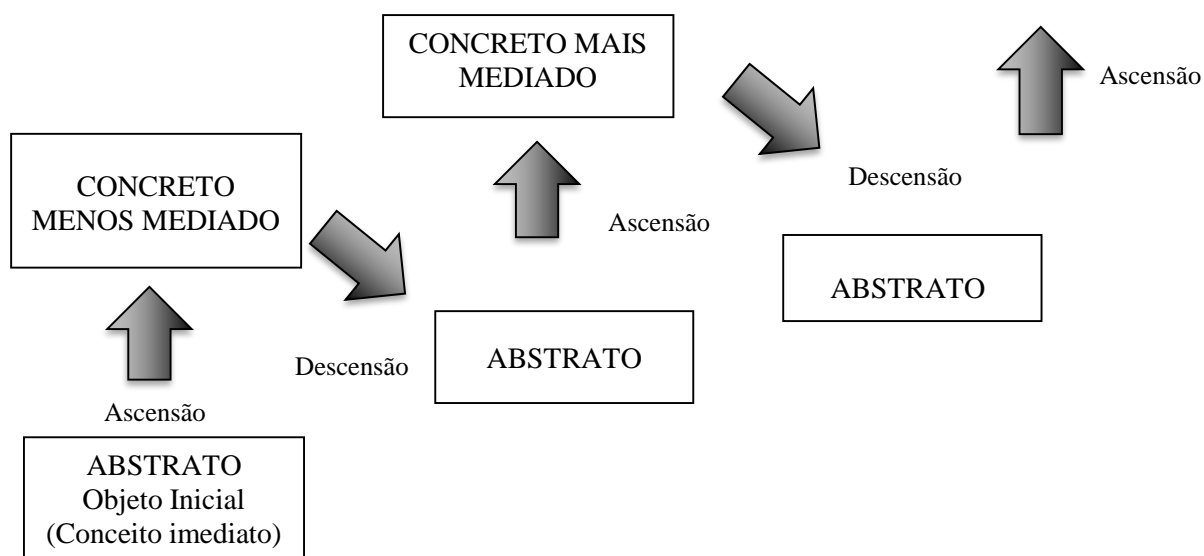 CONCRETO MAIS
MEDIADO
Ascensão
CONCRETO
MENOS MEDIADO
Descensão
Ascensão
ABSTRATO
ABSTRATO
Descensão
Ascensão
ABSTRATO
Objeto Inicial
(Conceito imediato)